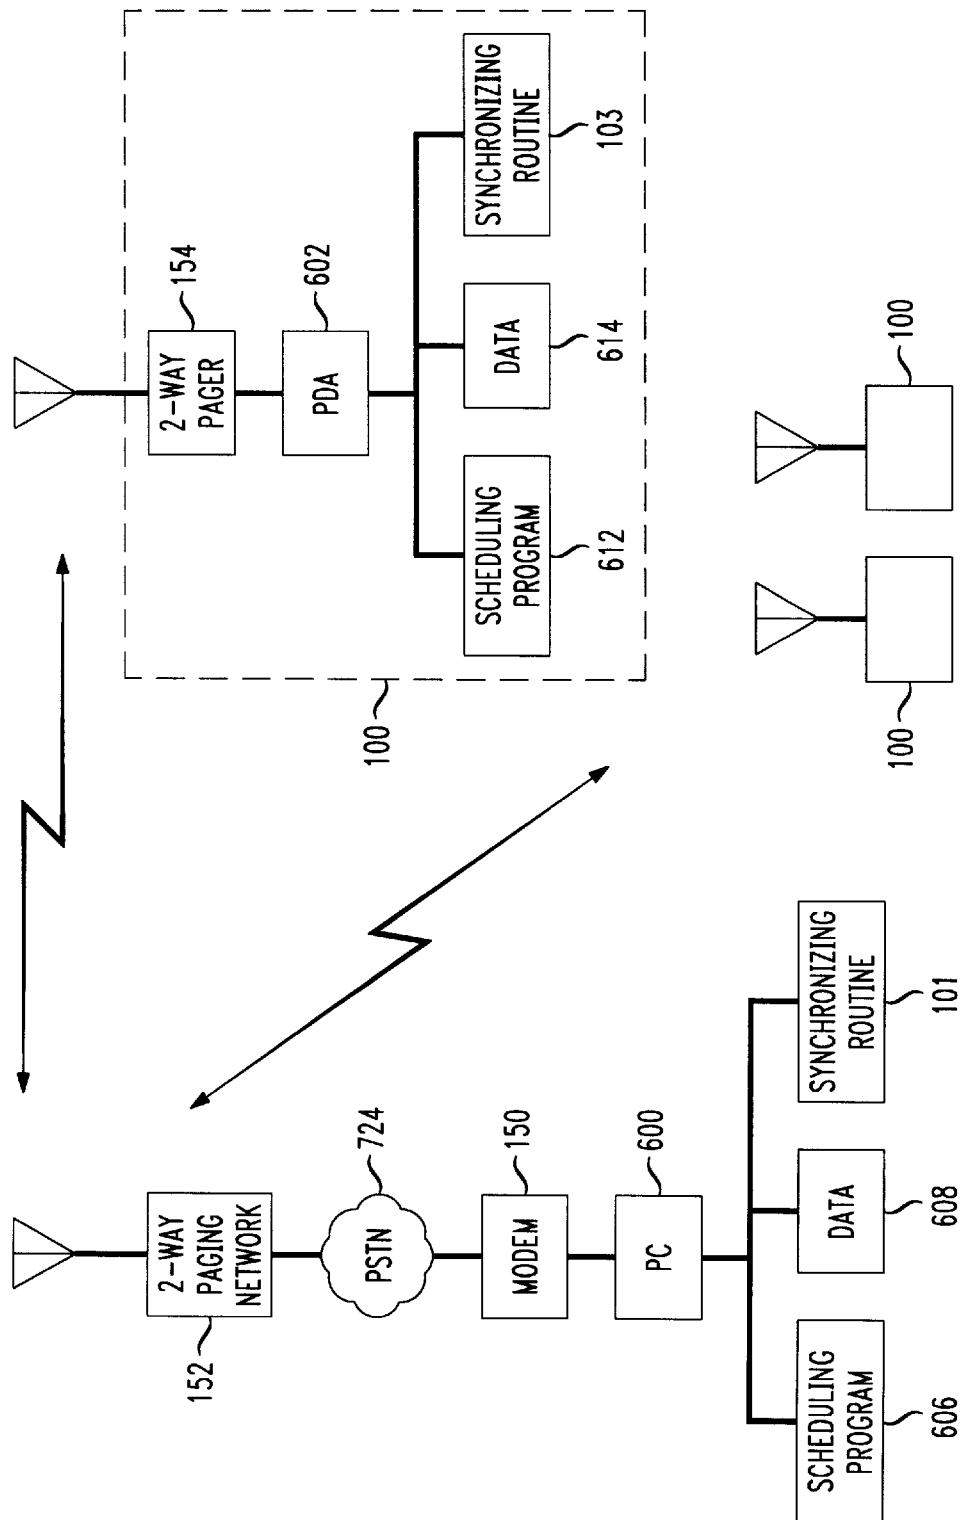 152
2-WAY
PAGING
NETWORK
724
PSTN
150
MODEM
600
PC
SCHEDULING
PROGRAM
606
DATA
608
SYNCHRONIZING
ROUTINE
101
100
2-WAY
PAGER
154
PDA
602
SCHEDULING
PROGRAM
612
DATA
614
SYNCHRONIZING
ROUTINE
103
100
100